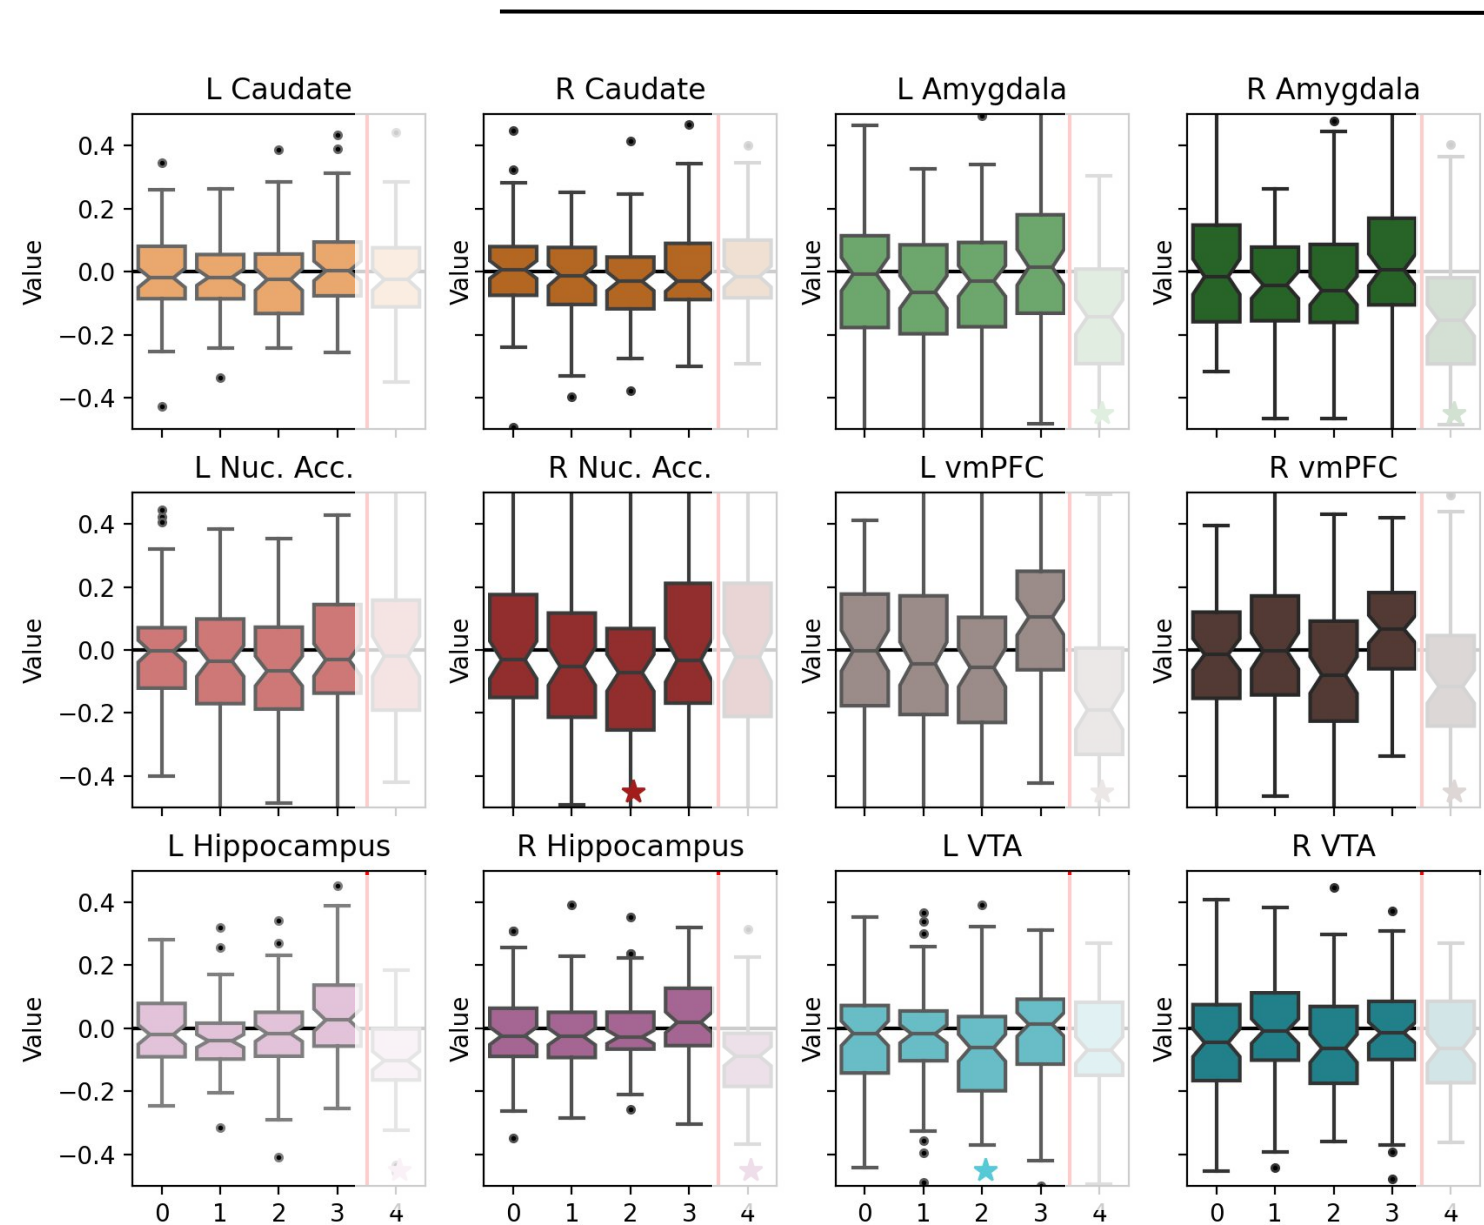 L Caudate R Caudate L Amygdala R Amygdala
0.4
0.2
0.0
−0.2
−0.4
Value Value Value Value
L Nuc. Acc. R Nuc. Acc. L vmPFC R vmPFC
0.4
0.2
0.0
−0.2
−0.4
Value Value Value Value
L Hippocampus R Hippocampus L VTA R VTA
0.4
0.2
0.0
−0.2
−0.4
Value Value Value Value
0 1 2 3 4 0 1 2 3 4 0 1 2 3 4 0 1 2 3 4